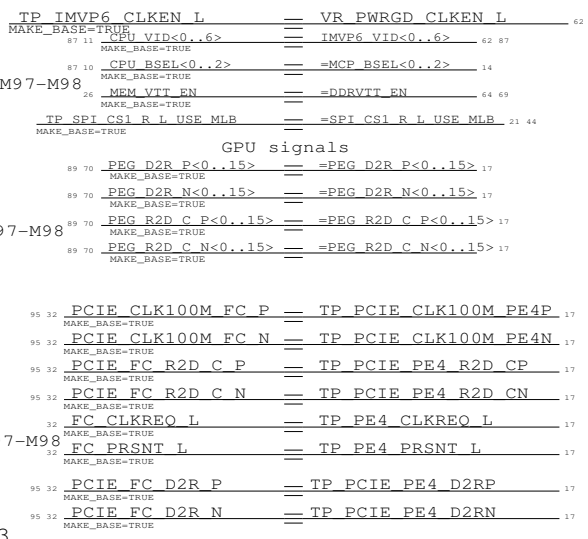 TP_IMVP6_CLKEN_L VR_PWRGD_CLKEN_L 62
MAKE_BASE=TRUE
87 11 CPU_VID<0..6> IMVP6_VID<0..6> 62 87
MAKE_BASE=TRUE
87 10 CPU_BSEL<0..2> =MCP_BSEL<0..2> 14
MAKE_BASE=TRUE
M97-M98
26 MEM_VTT_EN =DDRVTT_EN 64 69
MAKE_BASE=TRUE
TP_SPI_CS1_R_L_USE_MLB =SPI_CS1_R_L_USE_MLB 21 44
MAKE_BASE=TRUE
GPU signals
89 70 PEG_D2R_P<0..15> =PEG_D2R_P<0..15> 17
MAKE_BASE=TRUE
89 70 PEG_D2R_N<0..15> =PEG_D2R_N<0..15> 17
MAKE_BASE=TRUE
97-M98
89 70 PEG_R2D_C_P<0..15> =PEG_R2D_C_P<0..15> 17
MAKE_BASE=TRUE
89 70 PEG_R2D_C_N<0..15> =PEG_R2D_C_N<0..15> 17
MAKE_BASE=TRUE
95 32 PCIE_CLK100M_FC_P TP_PCIE_CLK100M_PE4P 17
MAKE_BASE=TRUE
95 32 PCIE_CLK100M_FC_N TP_PCIE_CLK100M_PE4N 17
MAKE_BASE=TRUE
95 32 PCIE_FC_R2D_C_P TP_PCIE_PE4_R2D_CP 17
MAKE_BASE=TRUE
95 32 PCIE_FC_R2D_C_N TP_PCIE_PE4_R2D_CN 17
MAKE_BASE=TRUE
32 FC_CLKREQ_L TP_PE4_CLKREQ_L 17
MAKE_BASE=TRUE
7-M98
32 FC_PRSNT_L TP_PE4_PRSNT_L 17
MAKE_BASE=TRUE
95 32 PCIE_FC_D2R_P TP_PCIE_PE4_D2RP 17
MAKE_BASE=TRUE
95 32 PCIE_FC_D2R_N TP_PCIE_PE4_D2RN 17
MAKE_BASE=TRUE